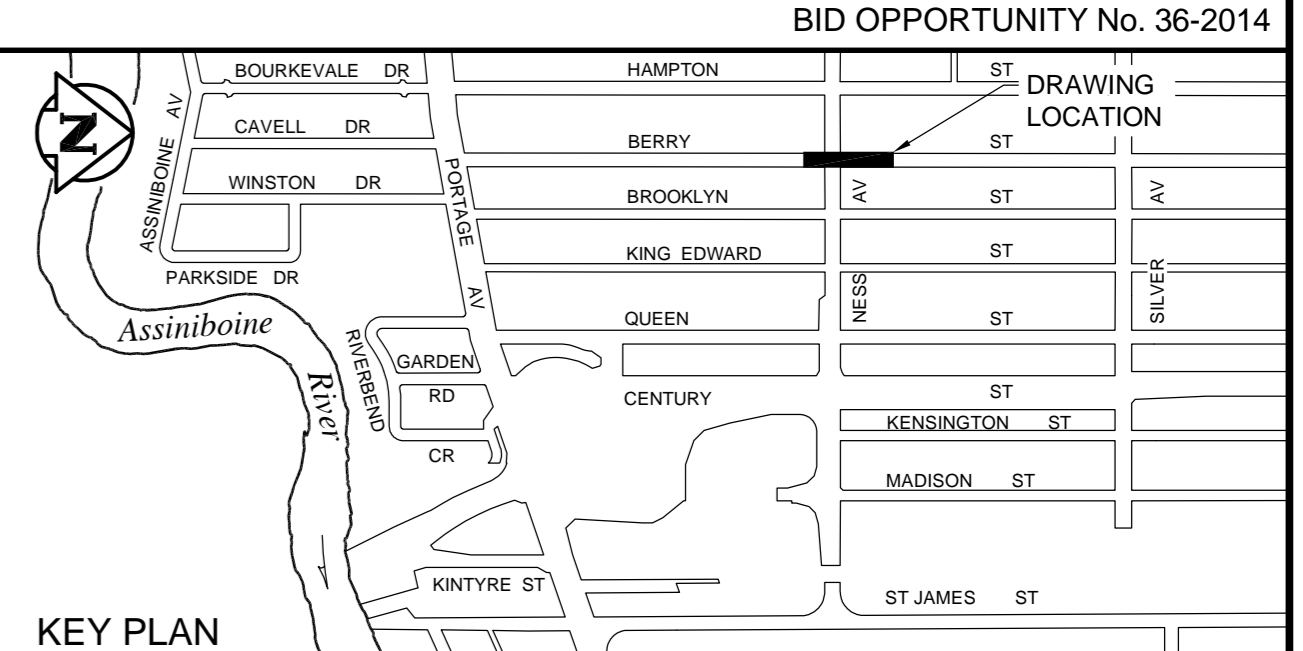 BID OPPORTUNITY No. 36-2014
BOURKEVALE DR
HAMPTON ST
DRAWING
LOCATION
N
ASSINIBOINE AV
CAVELL DR
BERRY ST
WINSTON DR
PORTAGE AV
BROOKLYN ST
NESS AV
SILVER AV
KING EDWARD ST
PARKSIDE DR
Assiniboine River
QUEEN ST
RIVERBEND CR
GARDEN
RD
CENTURY ST
KENSINGTON ST
MADISON ST
KINTYRE ST
ST JAMES ST
KEY PLAN